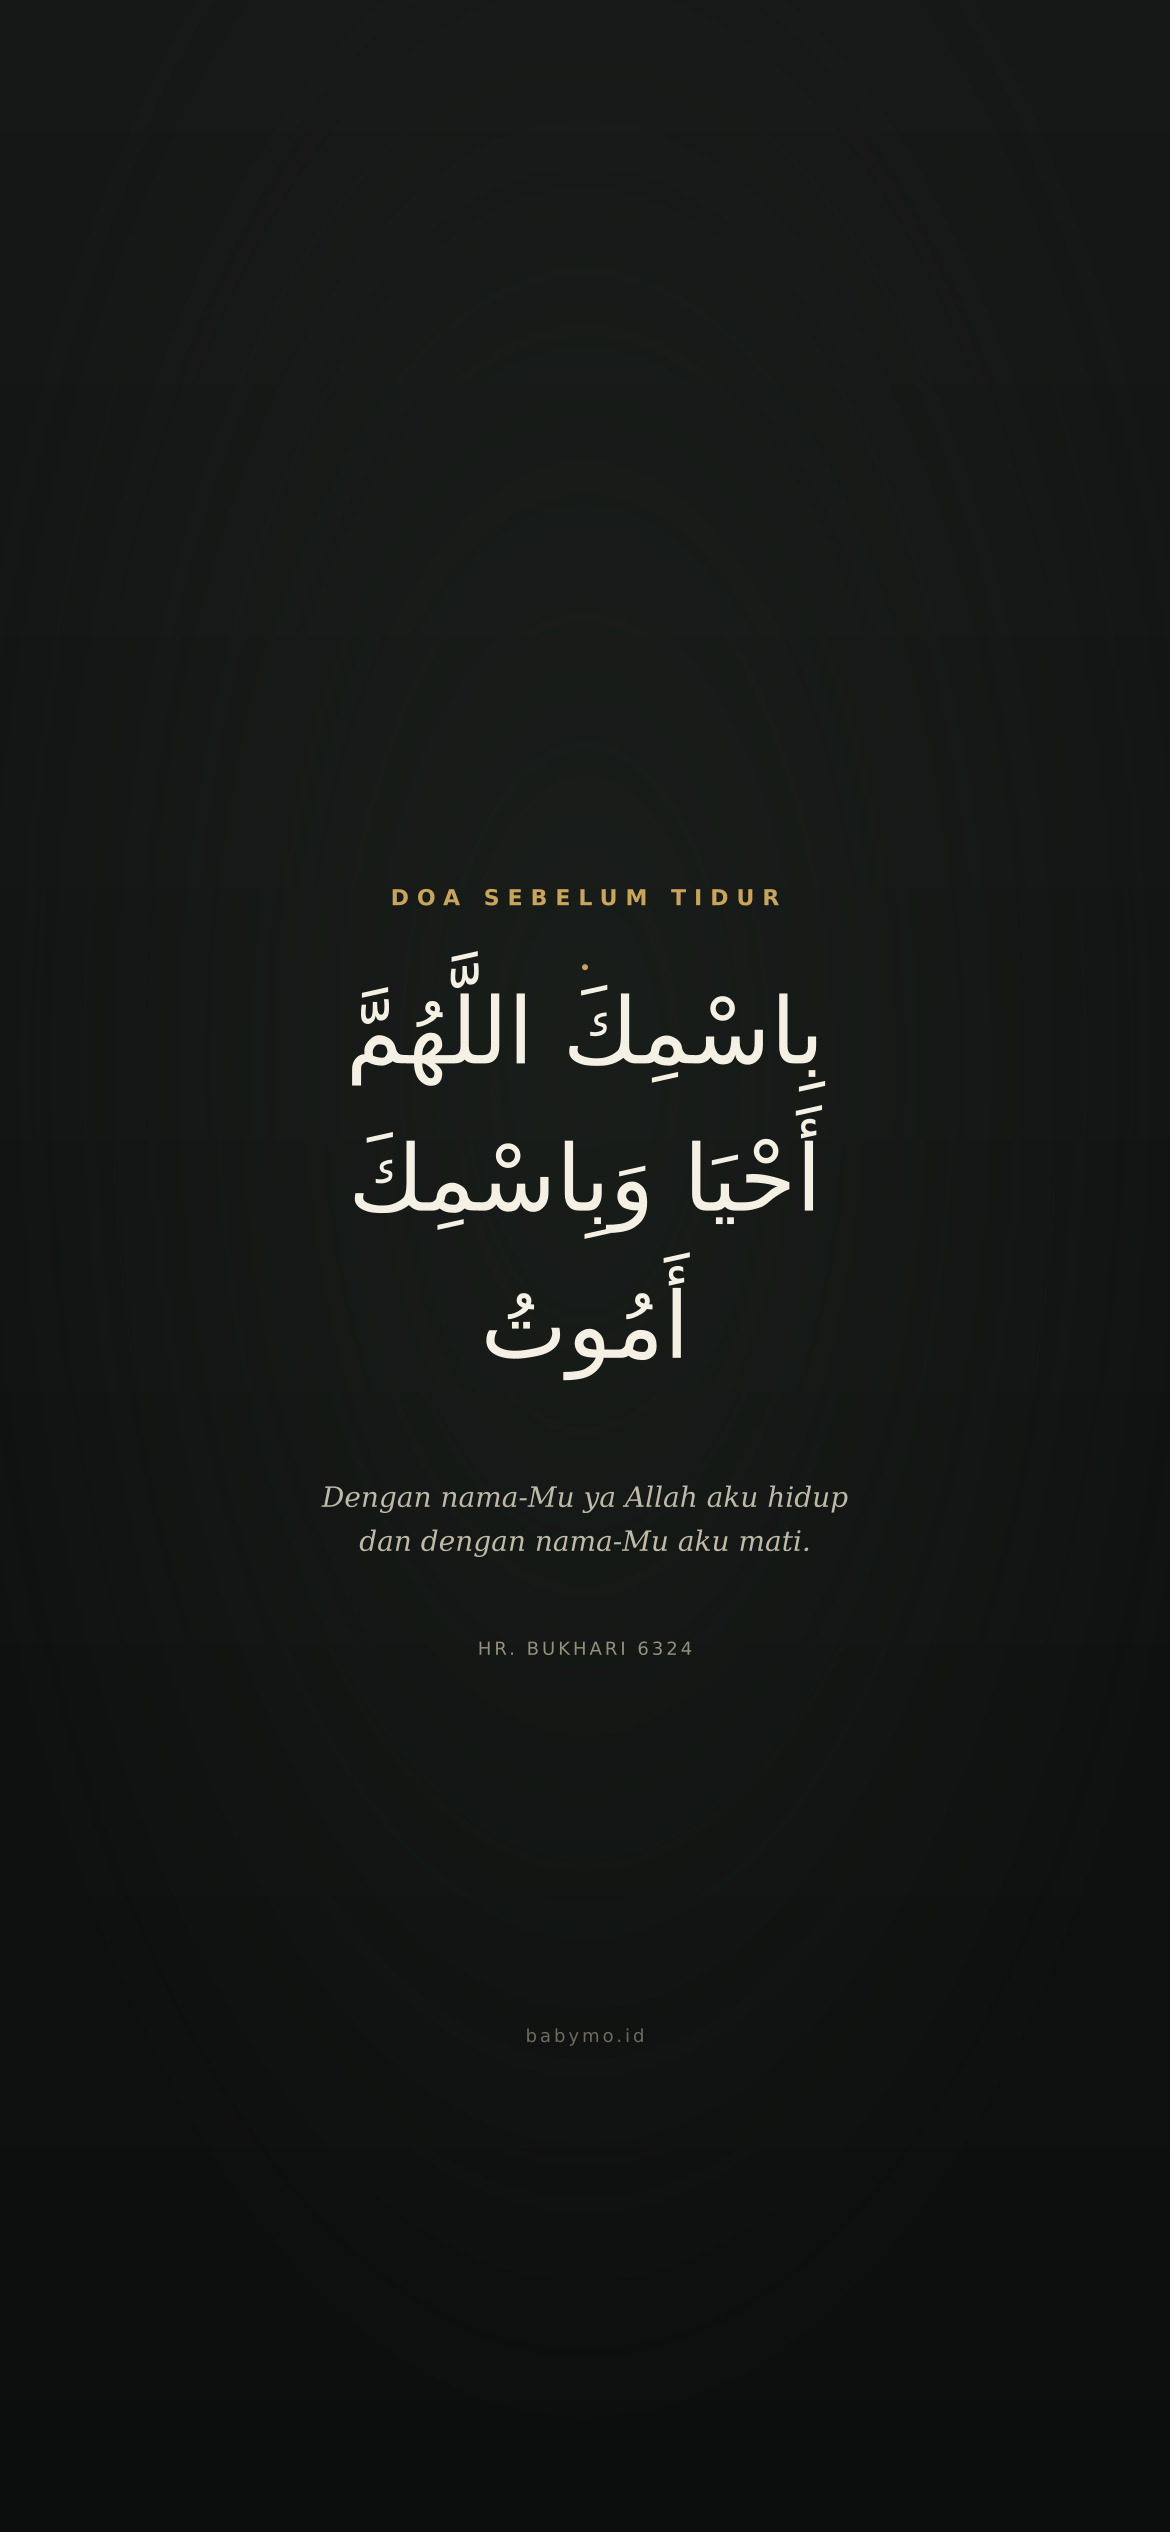 DOA SEBELUM TIDUR
بِاسْمِكَ اللَّهُمَّ
أَحْيَا وَبِاسْمِكَ
أَمُوتُ
Dengan nama-Mu ya Allah aku hidup
dan dengan nama-Mu aku mati.
HR. BUKHARI 6324
babymo.id